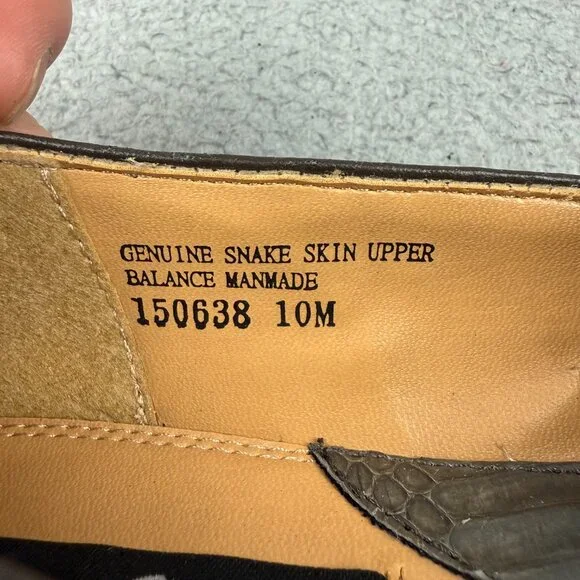 GENUINE SNAKE SKIN UPPER
BALANCE MANMADE
150638 10M